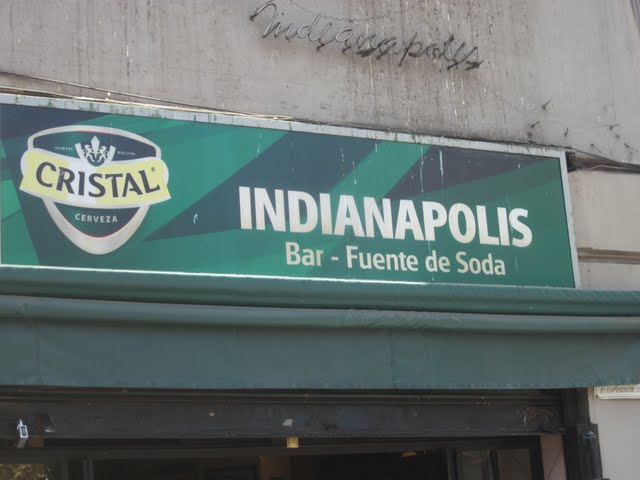 Indianapolis
CRISTAL
CERVEZA
INDIANAPOLIS
Bar - Fuente de Soda